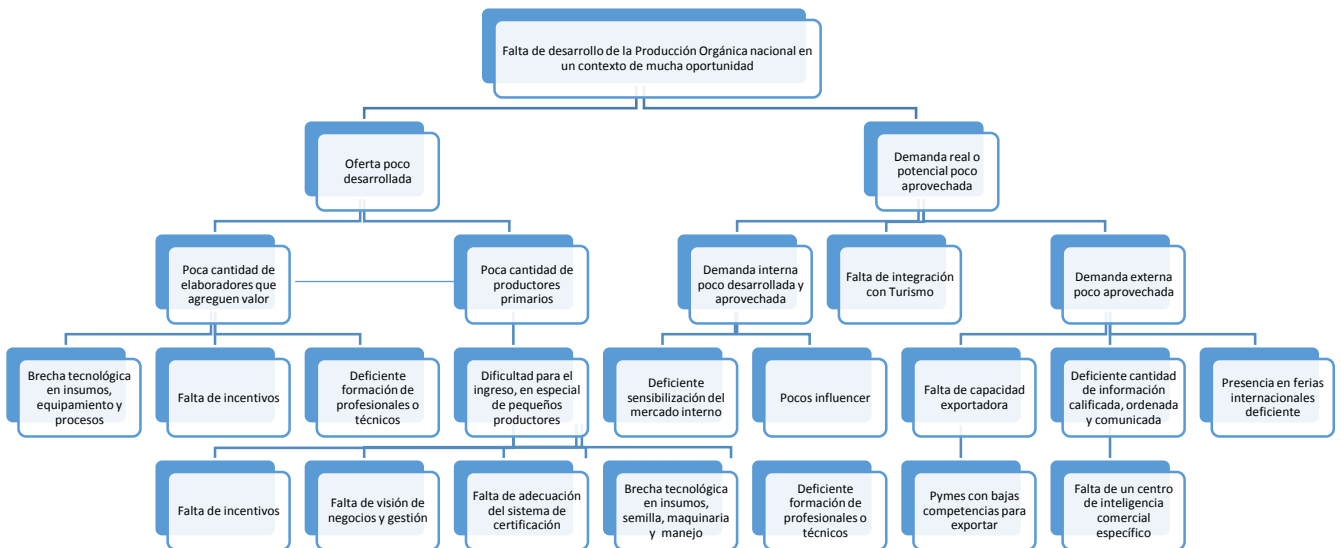 Falta de desarrollo de la Producción Orgánica nacional en
un contexto de mucha oportunidad
Oferta poco
desarrollada
Demanda real o
potencial poco
aprovechada
Poca cantidad de
elaboradores que
agreguen valor
Poca cantidad de
productores
primarios
Demanda interna
poco desarrollada y
aprovechada
Falta de integración
con Turismo
Demanda externa
poco aprovechada
Brecha tecnológica
en insumos,
equipamiento y
procesos
Falta de incentivos
Deficiente
formación de
profesionales o
técnicos
Dificultad para el
ingreso, en especial
de pequeños
productores
Deficiente
sensibilización del
mercado interno
Pocos influencer
Falta de capacidad
exportadora
Deficiente cantidad
de información
calificada, ordenada
y comunicada
Presencia en ferias
internacionales
deficiente
Falta de incentivos
Falta de visión de
negocios y gestión
Falta de adecuación
del sistema de
certificación
Brecha tecnológica
en insumos,
semilla, maquinaria
y manejo
Deficiente
formación de
profesionales o
técnicos
Pymes con bajas
competencias para
exportar
Falta de un centro
de inteligencia
comercial
específico